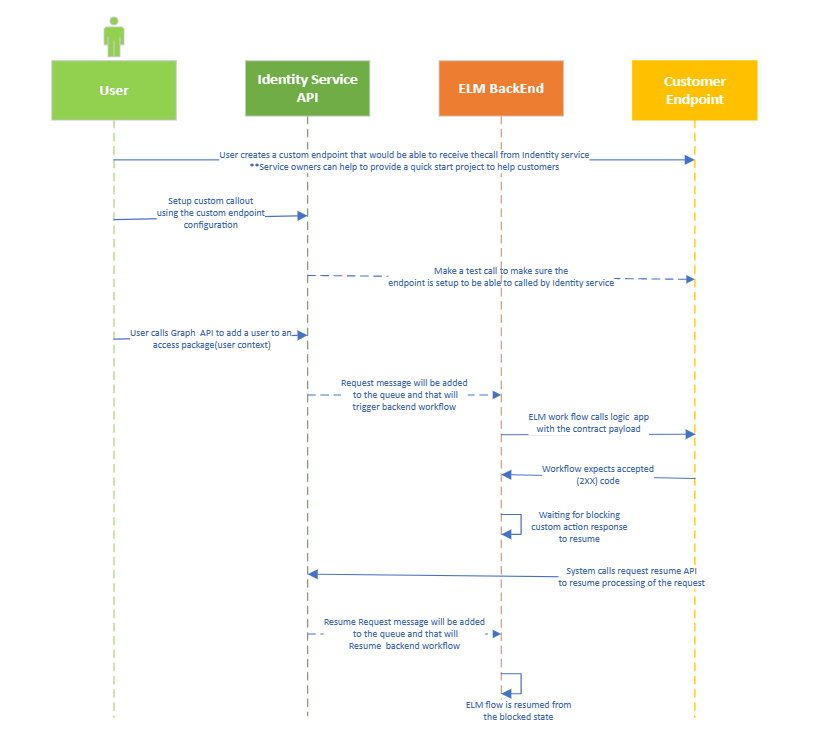 User
Identity Service
API
ELM BackEnd
Customer
Endpoint
User creates a custom endpoint that would be able to receive thecall from Indentity service
**Service owners can help to provide a quick start project to help customers
Setup custom callout
using the custom endpoint
configuration
Make a test call to make sure the
endpoint is setup to be able to called by Identity service
User calls Graph API to add a user to an
access package(user context)
Request message will be added
to the queue and that will
trigger backend workflow
ELM work flow calls logic app
with the contract payload
Workflow expects accepted
(2XX) code
Waiting for blocking
custom action response
to resume
System calls request resume API
to resume processing of the request
Resume Request message will be added
to the queue and that will
Resume backend workflow
ELM flow is resumed from
the blocked state